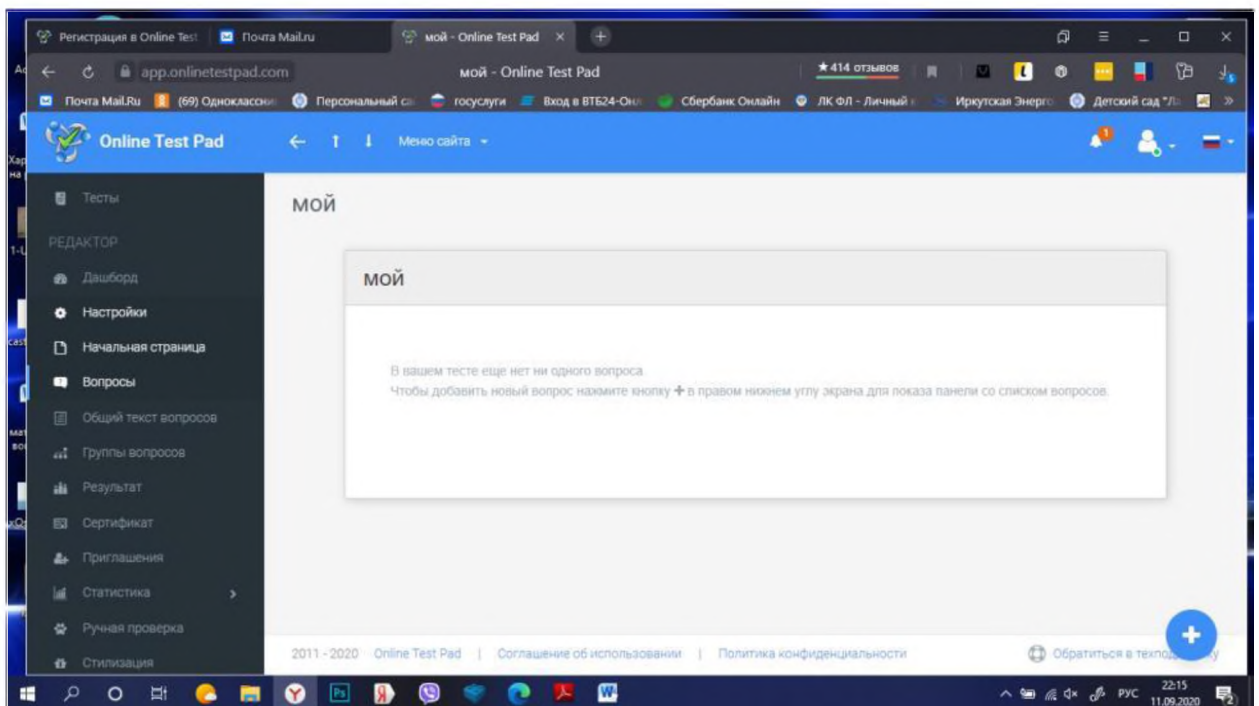 Регистрация в Online Test
Почта Mail.ru
мой - Online Test Pad
app.onlinetestpad.com
мой - Online Test Pad
★414 отзывов
Почта Mail.Ru
(69) Одноклассни
Персональный са
госуслуги
Вход в ВТБ24-Онл
Сбербанк Онлайн
ЛК ФЛ - Личный к
Иркутская Энерго
Детский сад "Ла
Online Test Pad
Меню сайта
1
Тесты
мой
РЕДАКТОР
Дашборд
мой
Настройки
Начальная страница
Вопросы
В вашем тесте еще нет ни одного вопроса
Чтобы добавить новый вопрос нажмите кнопку + в правом нижнем углу экрана для показа панели со списком вопросов.
Общий текст вопросов
Группы вопросов
Результат
Сертификат
Приглашения
Статистика
Ручная проверка
Стилизация
2011 - 2020 Online Test Pad | Соглашение об использовании | Политика конфиденциальности
Обратиться в техпод
РУС
22:15
11.09.2020